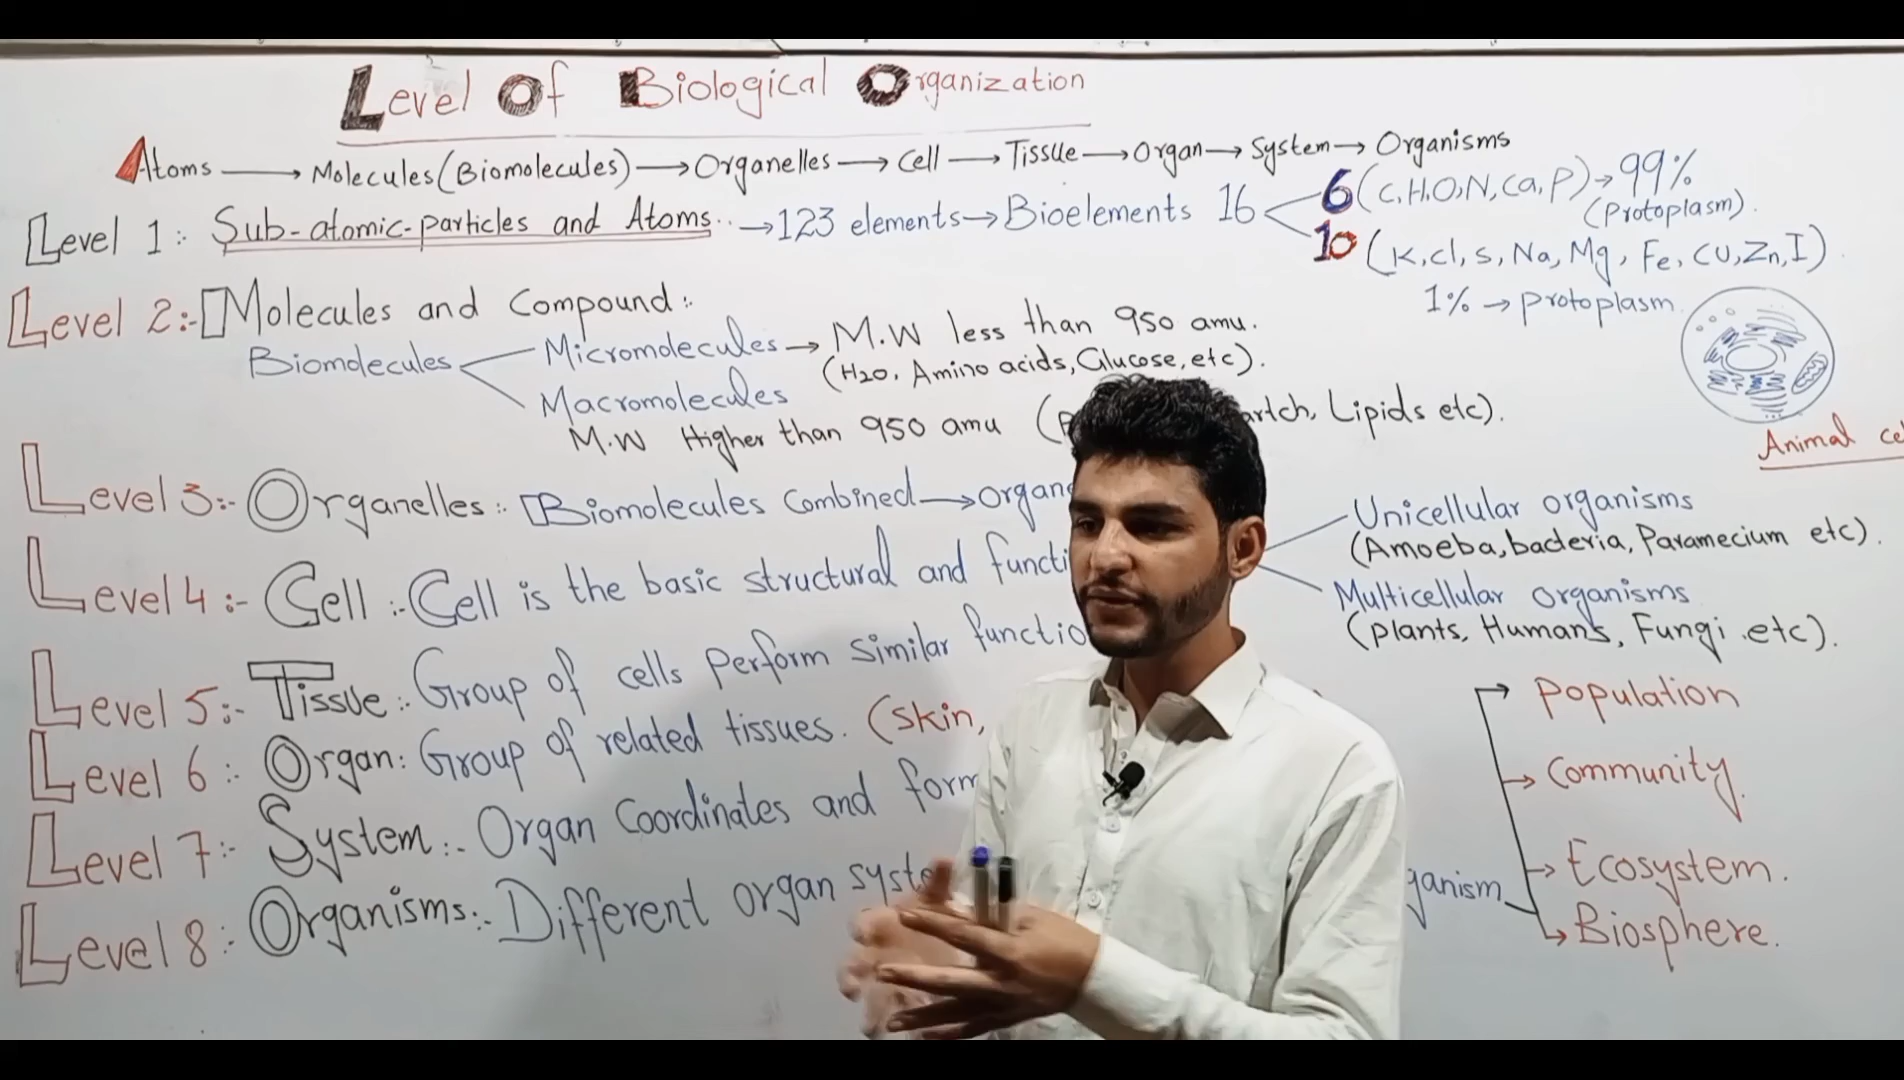 Level Of Biological Organization
Atoms → Molecules (Biomolecules) → Organelles → Cell → Tissue → Organ → System → Organisms
Level 1:- Sub-atomic-particles and Atoms.. → 123 elements → Bioelements 16
6 (C,H,O,N,Ca,P) → 99%
(Protoplasm).
10 (K,Cl,S,Na,Mg,Fe,CU,Zn,I).
1% → Protoplasm.
Level 2:- Molecules and Compound:-
Biomolecules
Micromolecules → M.W less than 950 amu.
(H2O, Amino acids, Glucose, etc).
Macromolecules
M.W Higher than 950 amu
Lipids etc).
Animal
Level 3:- Organelles:- Biomolecules Combined →
Level 4:- Cell:- Cell is the basic structural and
Unicellular organisms
(Amoeba, bacteria, Paramecium etc).
Multicellular organisms
(Plants, Humans, Fungi etc).
Level 5:- Tissue:- Group of cells Perform similar
Level 6:- Organ: Group of related tissues. (skin,
Level 7:- System:- Organ Coordinates and
Level 8:- Organisms:- Different organ
Population
Community.
Ecosystem.
Biosphere.